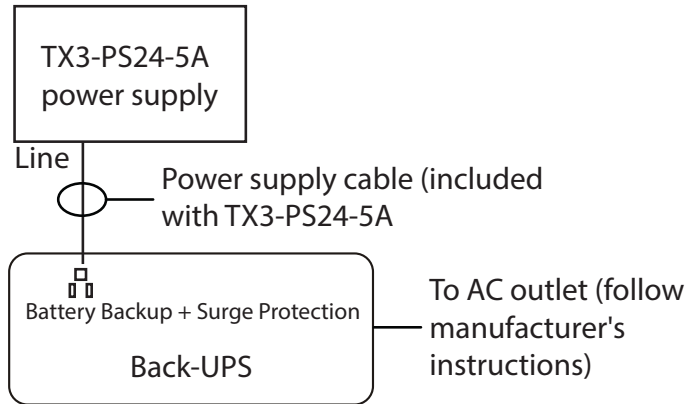 TX3-PS24-5A
power supply
Line
Power supply cable (included
with TX3-PS24-5A
Battery Backup + Surge Protection
Back-UPS
To AC outlet (follow
manufacturer's
instructions)